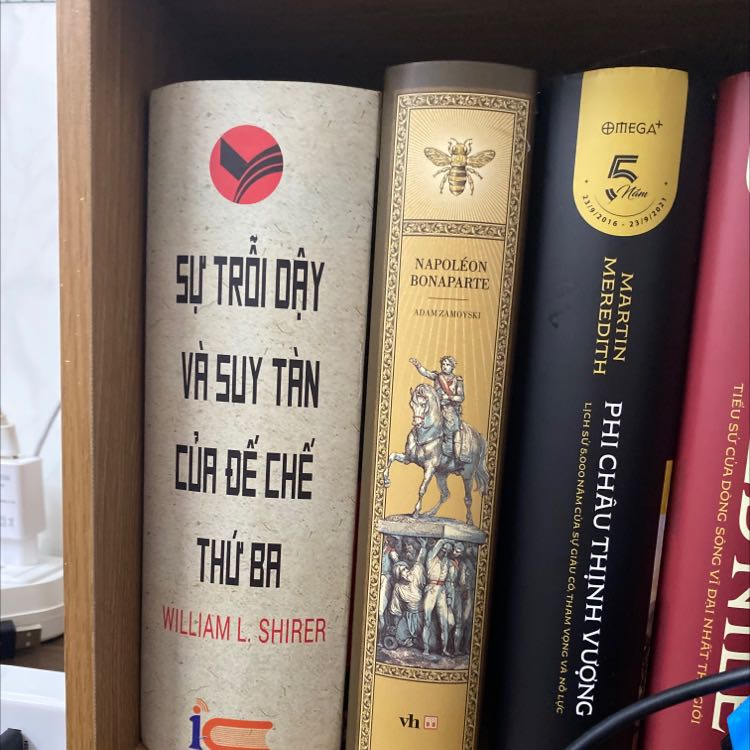 SỰ TRỖI DẬY
VÀ SUY TÀN
CỦA ĐẾ CHẾ
THỨ BA
WILLIAM L. SHIRER
NAPOLÉON
BONAPARTE
ADAM ZAMOYSKI
vh
OMEGA+
5
Năm
23/9/2016 - 23/9/2021
MARTIN
MEREDITH
PHI CHÂU THỊNH VƯỢNG
LỊCH SỬ 5.000 NĂM CỦA SỰ GIÀU CÓ, THAM VỌNG VÀ NỖ LỰC
TIỂU SỬ CỦA DÒNG SÔNG VĨ ĐẠI NHẤT
NILE